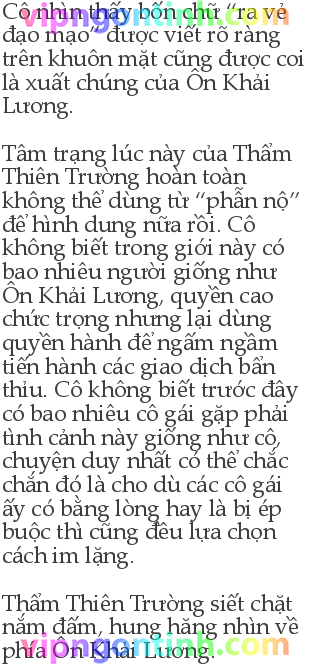 Cô nhìn thấy bốn chữ “ra vẻ
đạo mạo” được viết rõ ràng
trên khuôn mặt cũng được coi
là xuất chúng của Ôn Khải
Lương.
Tâm trạng lúc này của Thẩm
Thiên Trường hoàn toàn
không thể dùng từ “phẫn nộ”
để hình dung nữa rồi. Cô
không biết trong giới này có
bao nhiêu người giống như
Ôn Khải Lương, quyền cao
chức trọng nhưng lại dùng
quyền hành để ngấm ngầm
tiến hành các giao dịch bẩn
thỉu. Cô không biết trước đây
có bao nhiêu cô gái gặp phải
tình cảnh này giống như cô,
chuyện duy nhất có thể chắc
chắn đó là cho dù các cô gái
ấy có bằng lòng hay là bị ép
buộc thì cũng đều lựa chọn
cách im lặng.
Thẩm Thiên Trường siết chặt
nắm đấm, hung hăng nhìn về
phía Ôn Khải Lương.
vipngontinh.com
vipngontinh.com